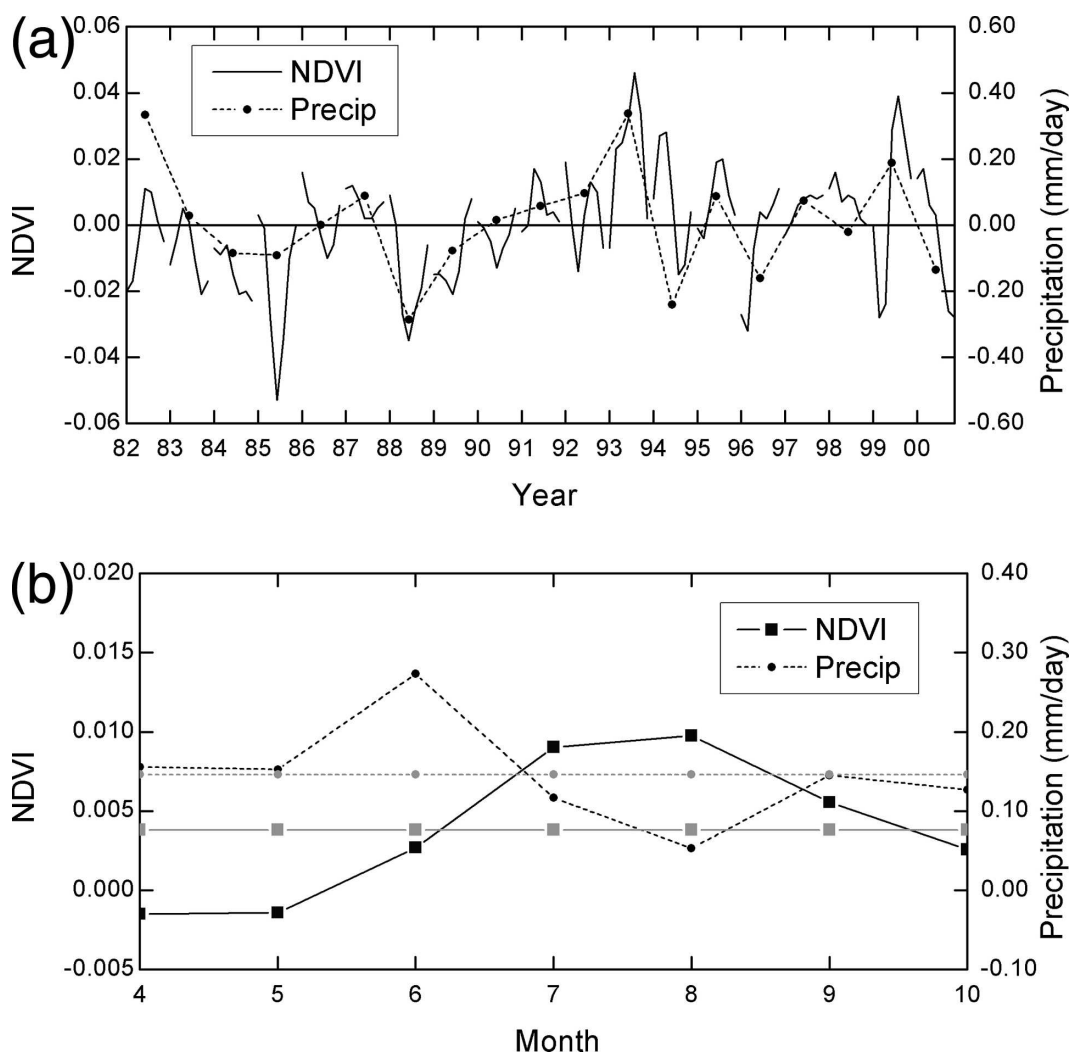 (a)
0.06
0.04
0.02
0.00
-0.02
-0.04
-0.06
NDVI
NDVI
Precip
0.60
0.40
0.20
0.00
-0.20
-0.40
-0.60
Precipitation (mm/day)
82 83 84 85 86 87 88 89 90 91 92 93 94 95 96 97 98 99 00
Year
(b)
0.020
0.015
0.010
0.005
0.000
-0.005
NDVI
NDVI
Precip
0.40
0.30
0.20
0.10
0.00
-0.10
Precipitation (mm/day)
4 5 6 7 8 9 10
Month